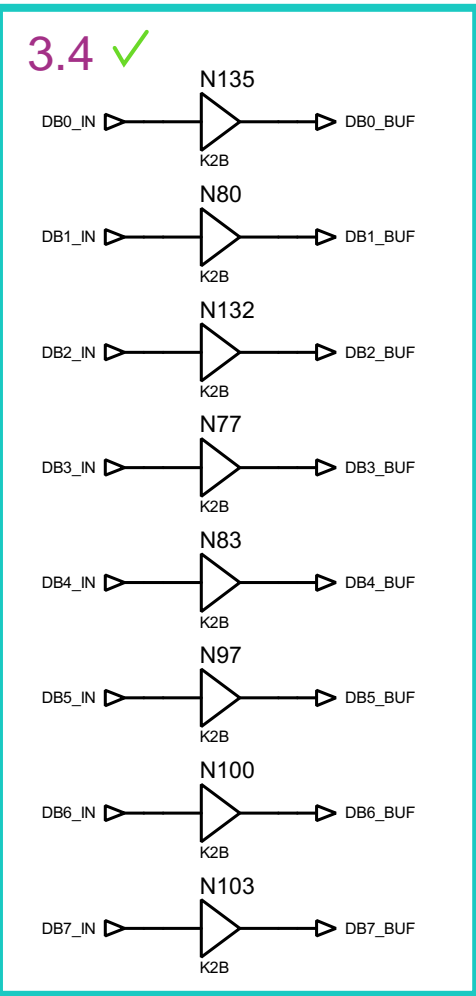 3.4 ✓
N135
DB0_IN DB0_BUF
K2B
N80
DB1_IN DB1_BUF
K2B
N132
DB2_IN DB2_BUF
K2B
N77
DB3_IN DB3_BUF
K2B
N83
DB4_IN DB4_BUF
K2B
N97
DB5_IN DB5_BUF
K2B
N100
DB6_IN DB6_BUF
K2B
N103
DB7_IN DB7_BUF
K2B